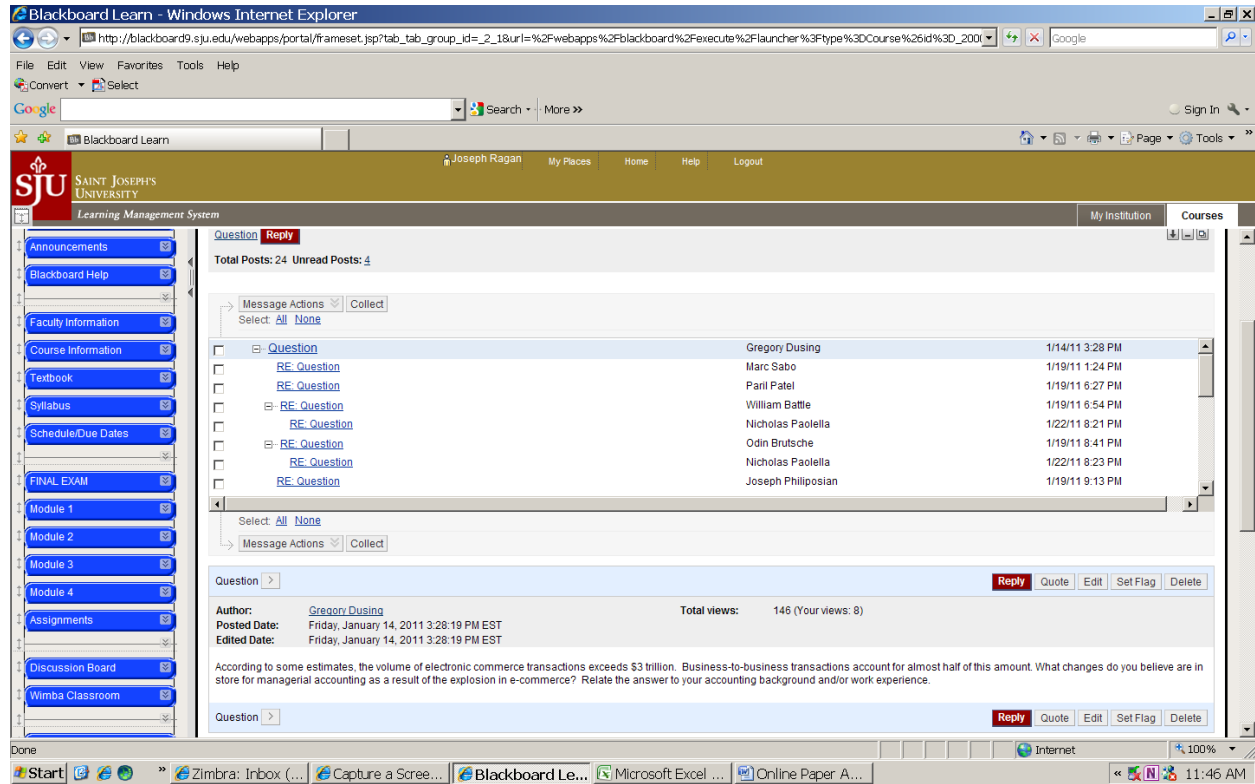 Blackboard Learn - Windows Internet Explorer
http://blackboard9.sju.edu/webapps/portal/frameset.jsp?tab_tab_group_id=_2_1&url=%2Fwebapps%2Fblackboard%2Fexecute%2Flauncher%3Ftype%3DCourse%26id%3D_200( Google
File Edit View Favorites Tools Help
Convert Select
Google Search More >> Sign In
Blackboard Learn Page Tools
Joseph Ragan My Places Home Help Logout
SJU SAINT JOSEPH'S UNIVERSITY
Learning Management System My Institution Courses
Announcements
Blackboard Help
Faculty Information
Course Information
Textbook
Syllabus
Schedule/Due Dates
FINAL EXAM
Module 1
Module 2
Module 3
Module 4
Assignments
Discussion Board
Wimba Classroom
Question Reply
Total Posts: 24 Unread Posts: 4
Message Actions Collect
Select: All None
Question Gregory Dusing 1/14/11 3:28 PM
RE: Question Marc Sabo 1/19/11 1:24 PM
RE: Question Paril Patel 1/19/11 6:27 PM
RE: Question William Battle 1/19/11 6:54 PM
RE: Question Nicholas Paolella 1/22/11 8:21 PM
RE: Question Odin Brutsche 1/19/11 8:41 PM
RE: Question Nicholas Paolella 1/22/11 8:23 PM
RE: Question Joseph Philiposian 1/19/11 9:13 PM
Select: All None
Message Actions Collect
Question > Reply Quote Edit Set Flag Delete
Author: Gregory Dusing Total views: 146 (Your views: 8)
Posted Date: Friday, January 14, 2011 3:28:19 PM EST
Edited Date: Friday, January 14, 2011 3:28:19 PM EST
According to some estimates, the volume of electronic commerce transactions exceeds $3 trillion. Business-to-business transactions account for almost half of this amount. What changes do you believe are in
store for managerial accounting as a result of the explosion in e-commerce? Relate the answer to your accounting background and/or work experience.
Question > Reply Quote Edit Set Flag Delete
Done Internet 100%
Start Zimbra: Inbox (... Capture a Scree... Blackboard Le... Microsoft Excel ... Online Paper A... 11:46 AM